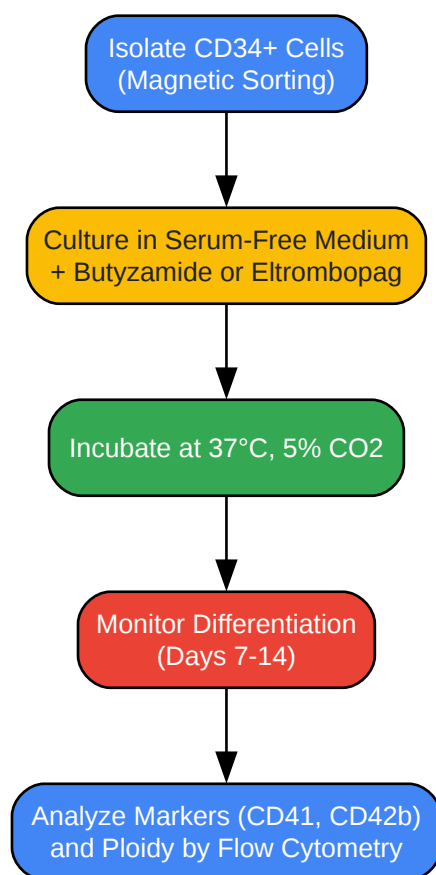 Isolate CD34+ Cells
(Magnetic Sorting)
Culture in Serum-Free Medium
+ Butyzamide or Eltrombopag
Incubate at 37°C, 5% CO2
Monitor Differentiation
(Days 7-14)
Analyze Markers (CD41, CD42b)
and Ploidy by Flow Cytometry